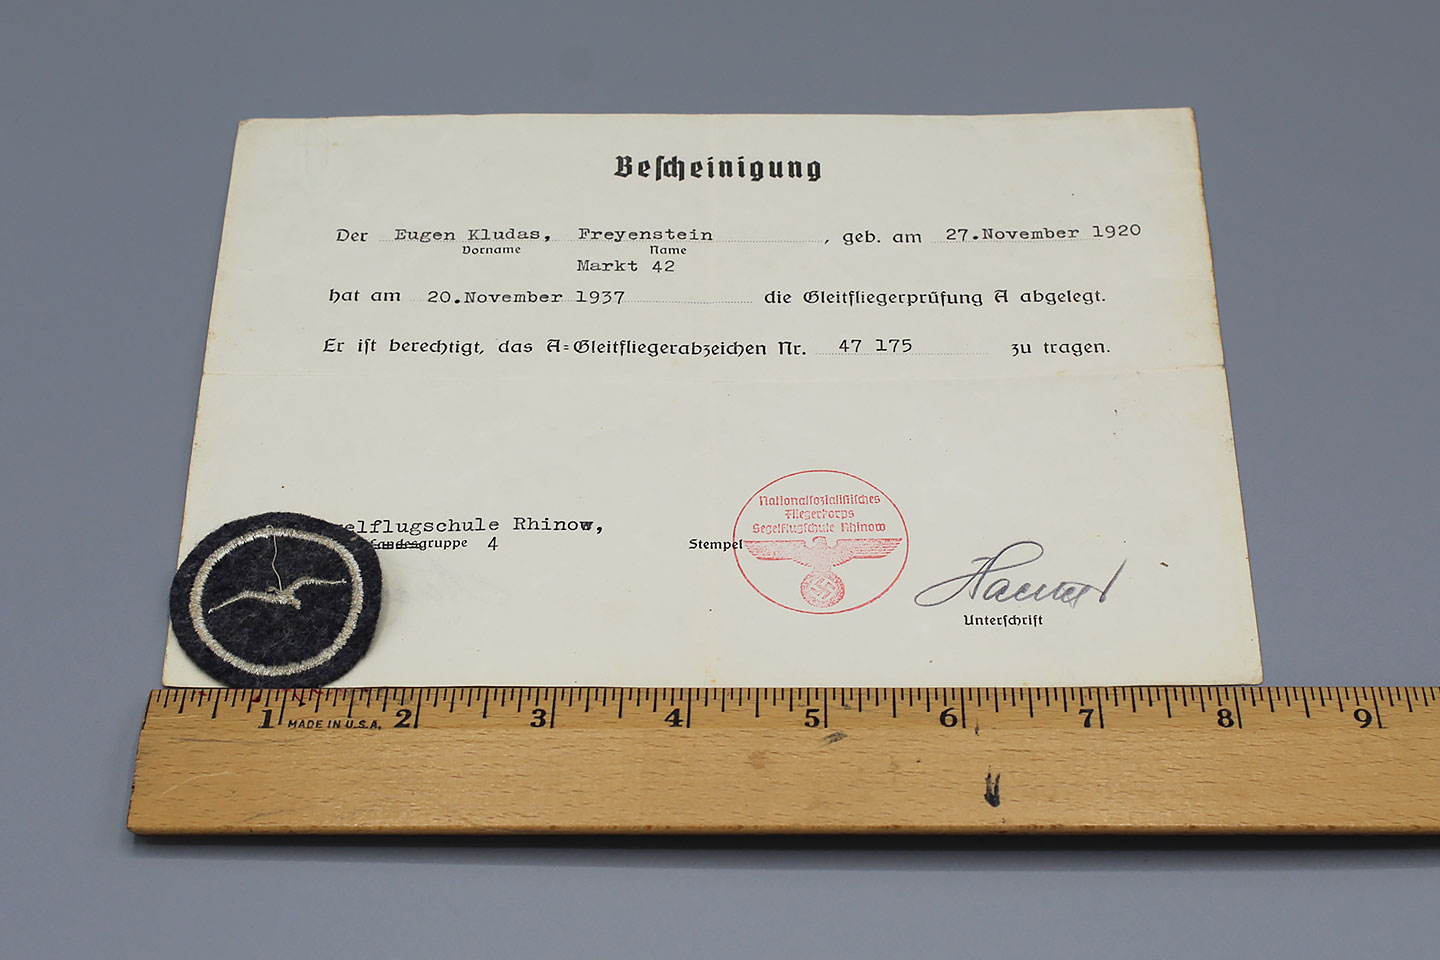 Bescheinigung
Der Eugen Kludas, Freyenstein, geb. am 27.November 1920
Vorname Name
Markt 42
hat am 20.November 1937 die Gleitfliegerprüfung A abgelegt.
Er ist berechtigt, das A=Gleitfliegerabzeichen Nr. 47 175 zu tragen.
Nationalsozialistisches
Fliegerkorps
Segelflugschule Rhinow
elflugschule Rhinow,
gruppe 4
Stempel
Unterschrift
1 2 3 4 5 6 7 8 9
MADE IN U.S.A.